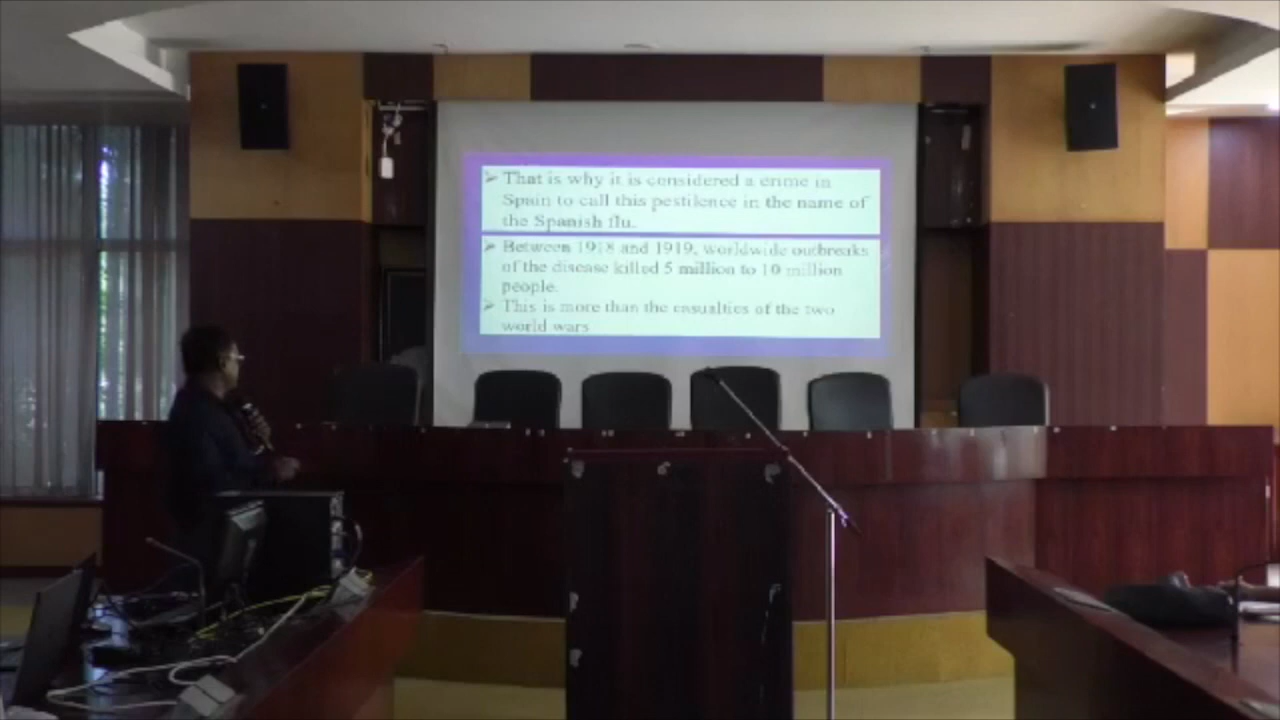 ➢ That is why it is considered a crime in
Spain to call this pestilence in the name of
the Spanish flu.
➢ Between 1918 and 1919, worldwide outbreaks
of the disease killed 5 million to 10 million
people.
➢ This is more than the casualties of the two
world wars